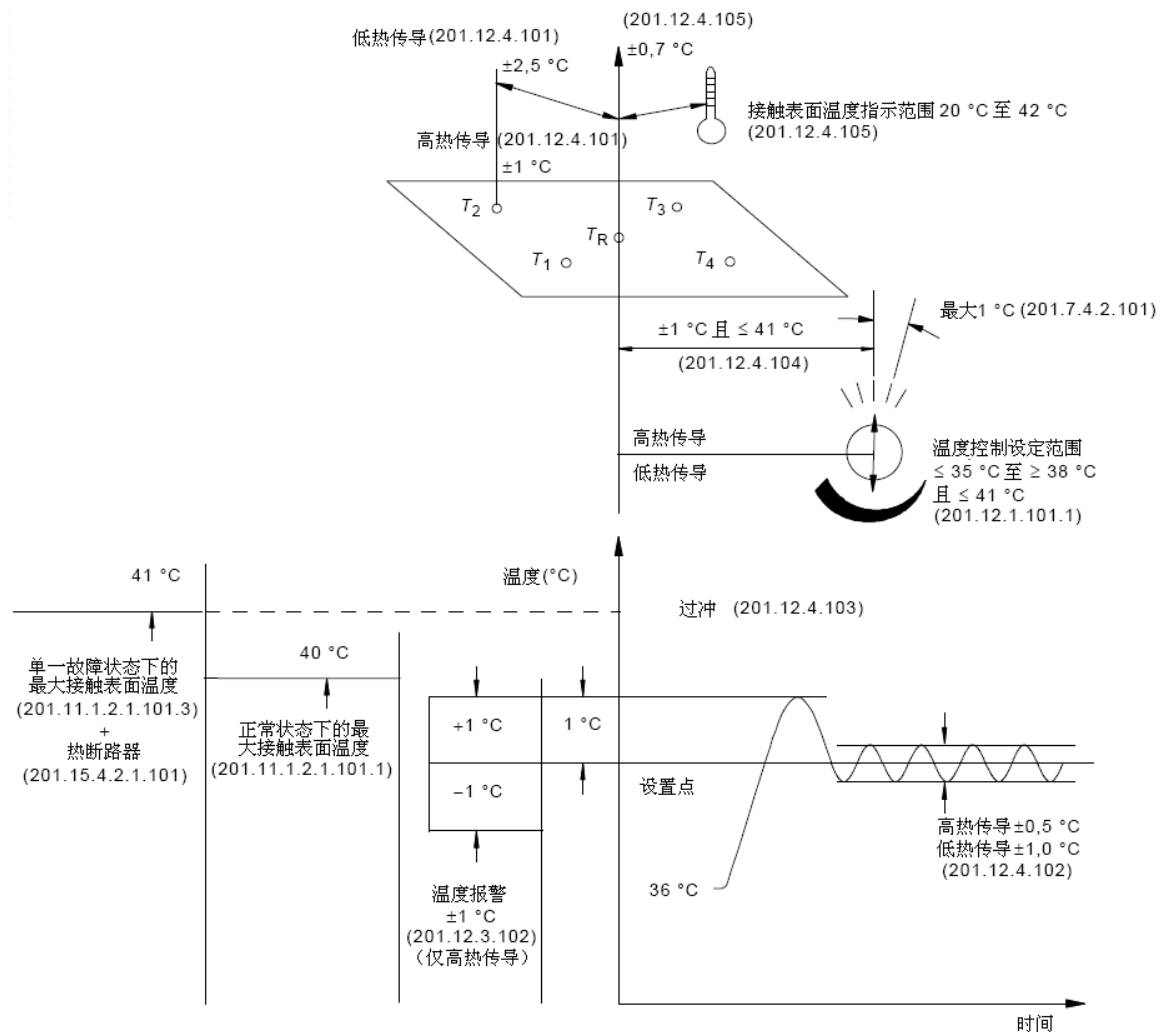 (201.12.4.105)
低热传导(201.12.4.101)
±2,5 °C
±0,7 °C
接触表面温度指示范围 20 °C 至 42 °C
(201.12.4.105)
高热传导(201.12.4.101)
±1 °C
T2
T3
TR
T1
T4
最大1 °C (201.7.4.2.101)
±1 °C 且 ≤ 41 °C
(201.12.4.104)
高热传导
低热传导
温度控制设定范围
≤ 35 °C 至 ≥ 38 °C
且 ≤ 41 °C
(201.12.1.101.1)
41 °C
温度(°C)
过冲 (201.12.4.103)
单一故障状态下的
最大接触表面温度
(201.11.1.2.1.101.3)
+
热断路器
(201.15.4.2.1.101)
40 °C
正常状态下的最
大接触表面温度
(201.11.1.2.1.101.1)
+1 °C
1 °C
−1 °C
设置点
高热传导±0,5 °C
低热传导±1,0 °C
(201.12.4.102)
36 °C
温度报警
±1 °C
(201.12.3.102)
（仅高热传导）
时间